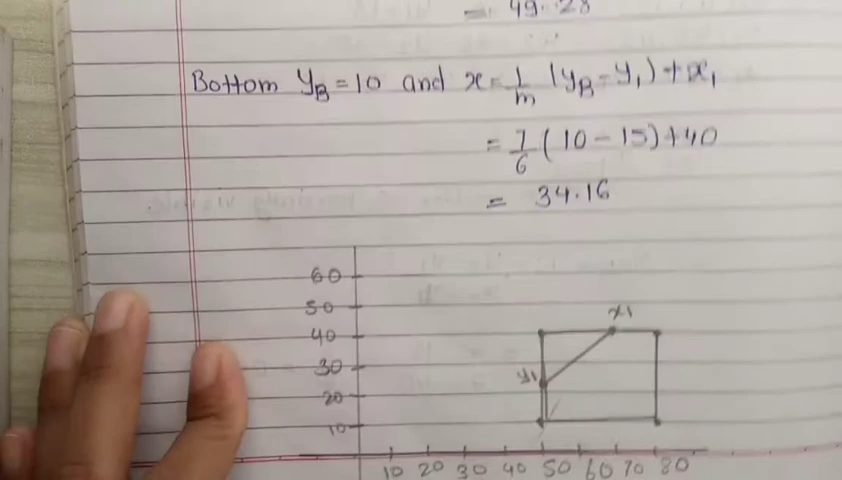 = 49.28
Bottom y_B = 10 and x = 1/m (y_B - y_1) + x_1
= 7/6 (10 - 15) + 40
= 34.16
60
50
40
30
20
10
x1
y1
10 20 30 40 50 60 70 80